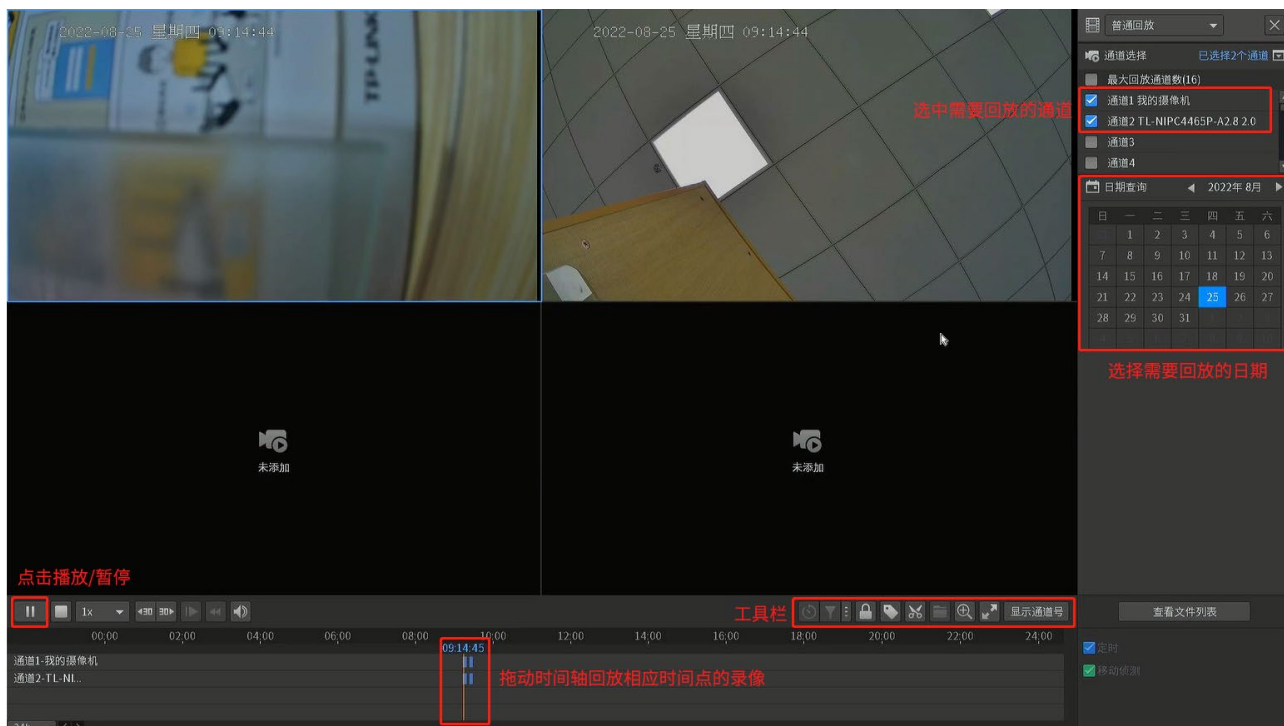 2022-08-25 星期四 09:14:44
2022-08-25 星期四 09:14:44
普通回放
通道选择 已选择2个通道
最大回放通道数(16)
通道1 我的摄像机
通道2 TL-NIPC4465P-A2.8 2.0
通道3
通道4
选中需要回放的通道
日期查询 2022年 8月
日 一 二 三 四 五 六
1 2 3 4 5 6
7 8 9 10 11 12 13
14 15 16 17 18 19 20
21 22 23 24 25 26 27
28 29 30 31
选择需要回放的日期
未添加
未添加
点击播放/暂停
1x
工具栏
显示通道号
查看文件列表
00:00 02:00 04:00 06:00 08:00 10:00 12:00 14:00 16:00 18:00 20:00 22:00 24:00
09:14:45
通道1-我的摄像机
通道2-TL-NI...
拖动时间轴回放相应时间点的录像
定时
移动侦测